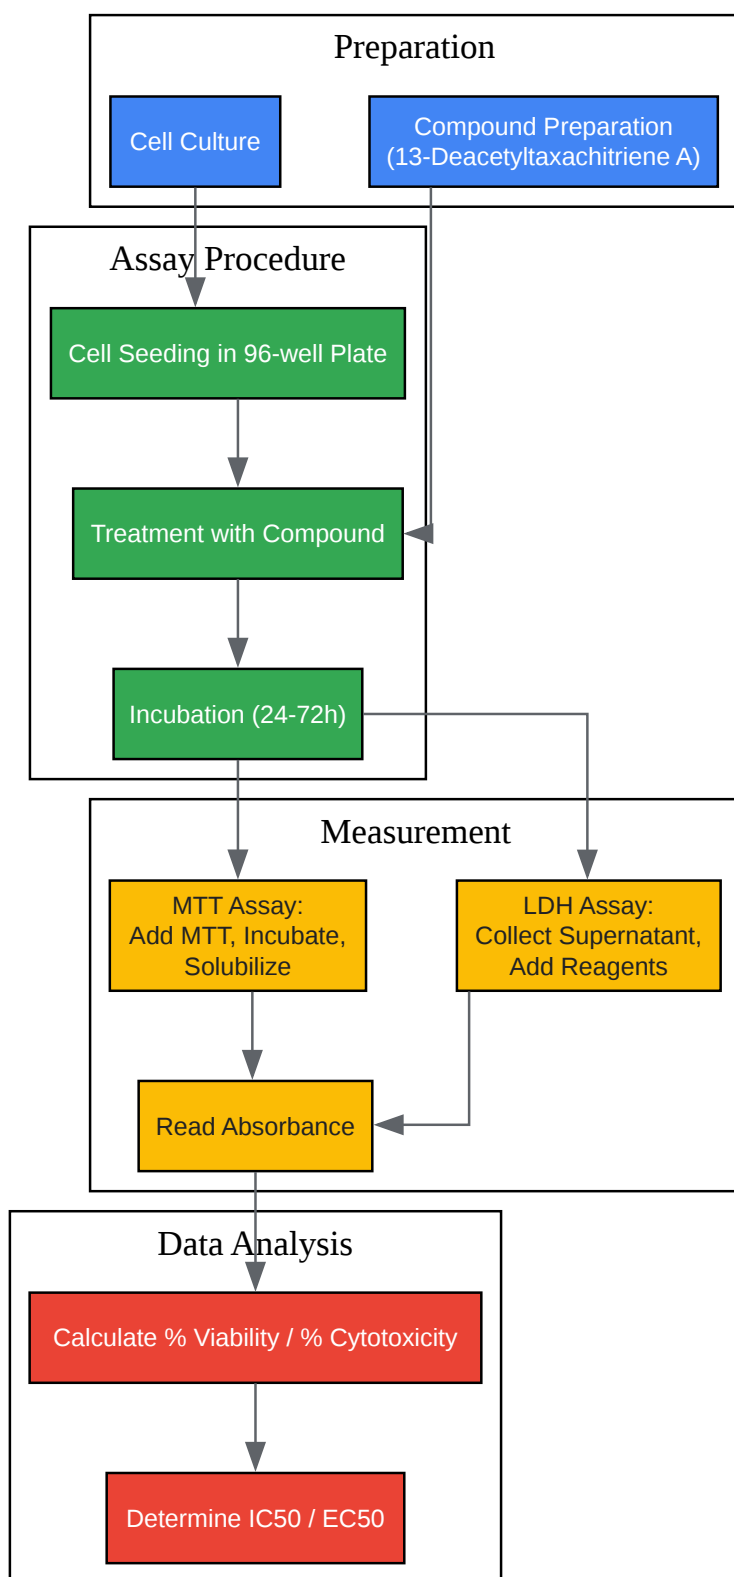 Preparation
Cell Culture
Compound Preparation
(13-Deacetyltaxachitriene A)
Assay Procedure
Cell Seeding in 96-well Plate
Treatment with Compound
Incubation (24-72h)
Measurement
MTT Assay:
Add MTT, Incubate,
Solubilize
LDH Assay:
Collect Supernatant,
Add Reagents
Read Absorbance
Data Analysis
Calculate % Viability / % Cytotoxicity
Determine IC50 / EC50